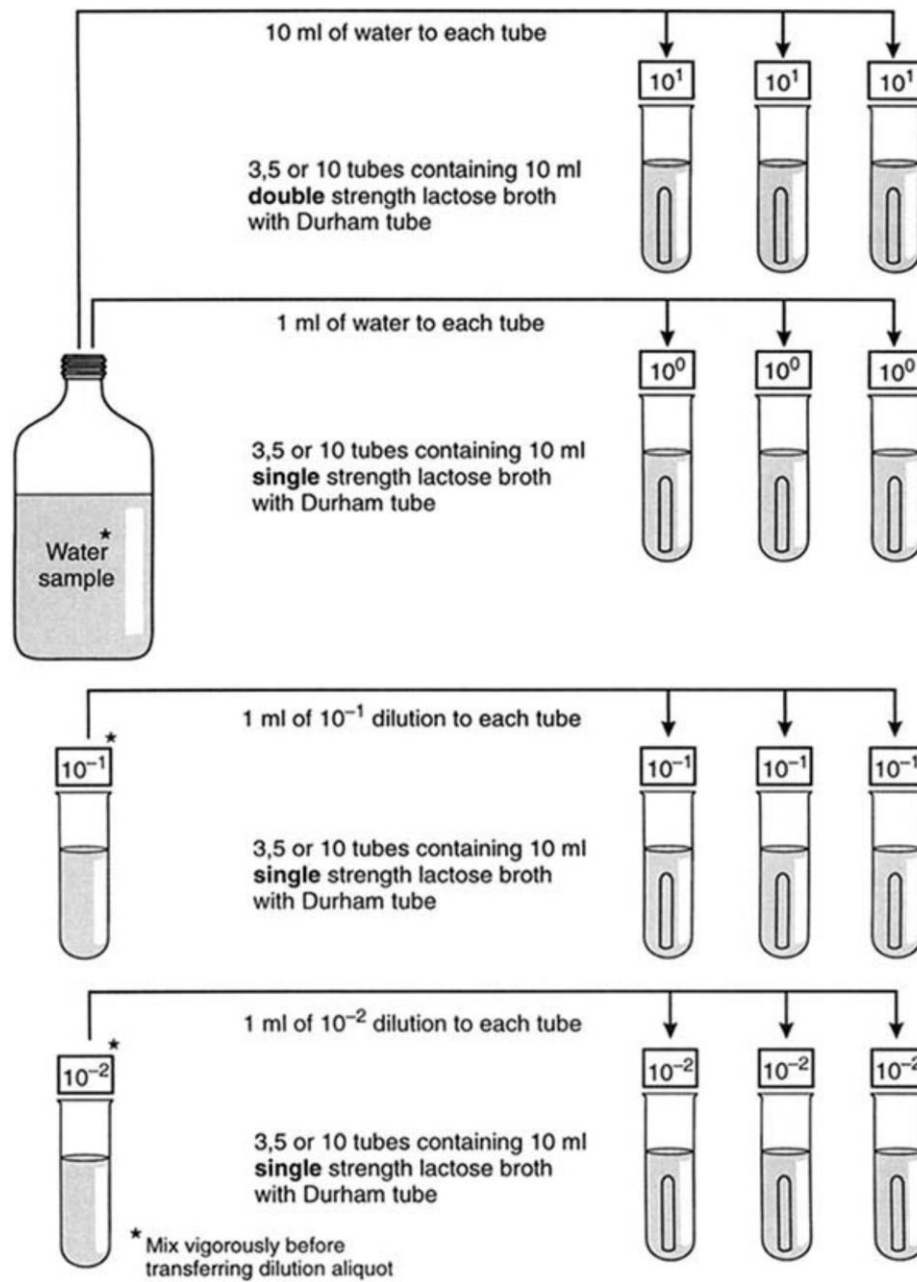 10 ml of water to each tube
10¹ 10¹ 10¹
3,5 or 10 tubes containing 10 ml
double strength lactose broth
with Durham tube
1 ml of water to each tube
10⁰ 10⁰ 10⁰
3,5 or 10 tubes containing 10 ml
single strength lactose broth
with Durham tube
Water*
sample
1 ml of 10⁻¹ dilution to each tube
*
10⁻¹ 10⁻¹ 10⁻¹ 10⁻¹
3,5 or 10 tubes containing 10 ml
single strength lactose broth
with Durham tube
1 ml of 10⁻² dilution to each tube
*
10⁻² 10⁻² 10⁻² 10⁻²
3,5 or 10 tubes containing 10 ml
single strength lactose broth
with Durham tube
* Mix vigorously before
transferring dilution aliquot